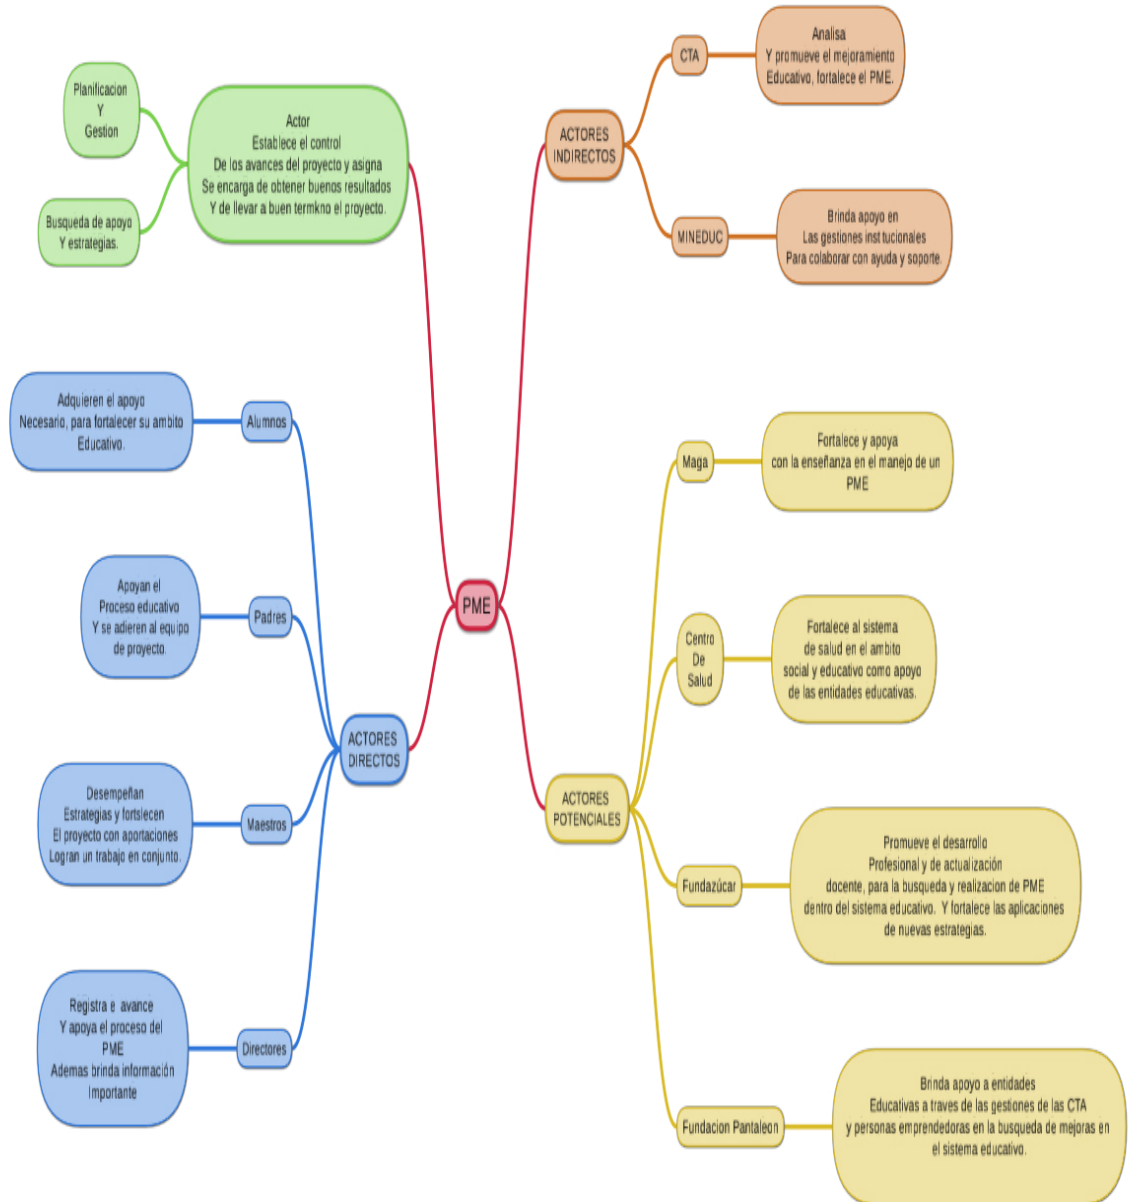 Planificacion
Y
Gestion
Busqueda de apoyo
Y estrategias.
Actor
Establece el control
De los avances del proyecto y asigna
Se encarga de obtener buenos resultados
Y de llevar a buen termkno el proyecto.
ACTORES
INDIRECTOS
CTA
Analisa
Y promueve el mejoramiento
Educativo, fortalece el PME.
MINEDUC
Brinda apoyo en
Las gestiones institucionales
Para colaborar con ayuda y soporte.
PME
ACTORES
DIRECTOS
Alumnos
Adquieren el apoyo
Necesario, para fortalecer su ambito
Educativo.
Padres
Apoyan el
Proceso educativo
Y se adieren al equipo
de proyecto.
Maestros
Desempeñan
Estrategias y fortslecen
El proyecto con aportaciones
Logran un trabajo en conjunto.
Directores
Registra e avance
Y apoya el proceso del
PME
Ademas brinda información
Importante
ACTORES
POTENCIALES
Maga
Fortalece y apoya
con la enseñanza en el manejo de un
PME
Centro
De
Salud
Fortalece al sistema
de salud en el ambito
social y educativo como apoyo
de las entidades educativas.
Fundazúcar
Promueve el desarrollo
Profesional y de actualización
docente, para la busqueda y realizacion de PME
dentro del sistema educativo. Y fortalece las aplicaciones
de nuevas estrategias.
Fundacion Pantaleon
Brinda apoyo a entidades
Educativas a traves de las gestiones de las CTA
y personas emprendedoras en la busqueda de mejoras en
el sistema educativo.